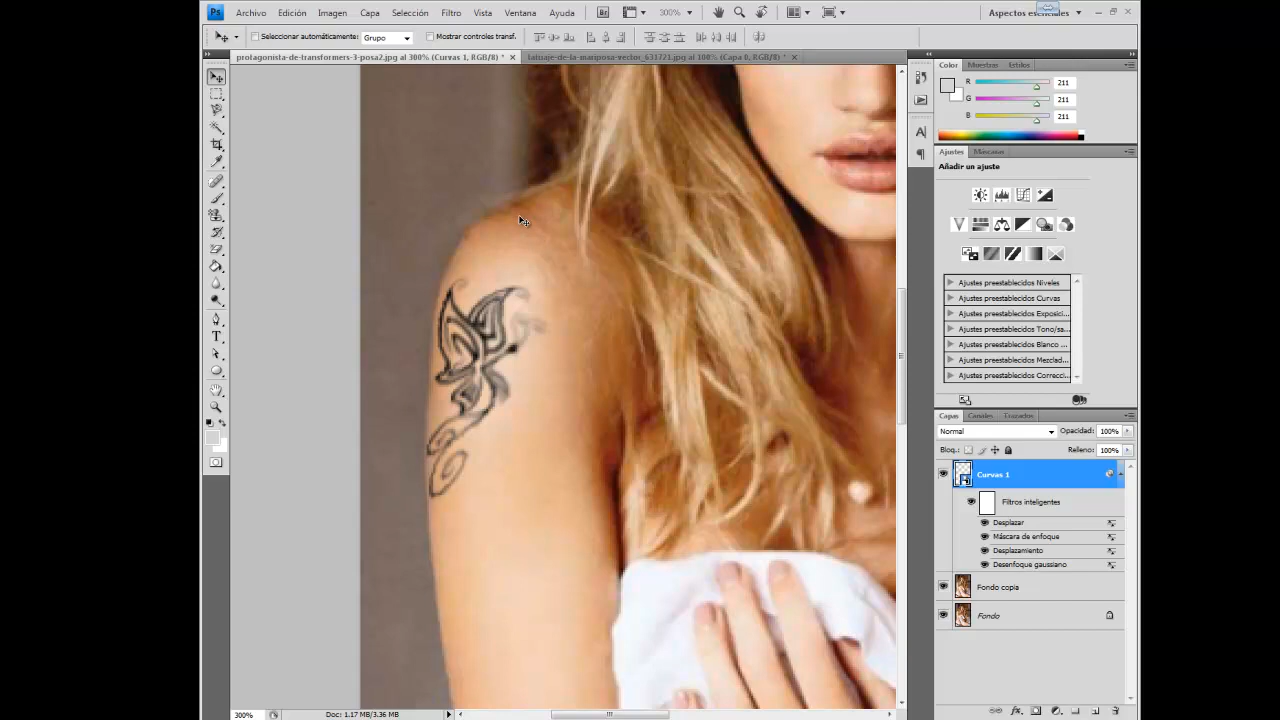 Ps Archivo Edición Imagen Capa Selección Filtro Vista Ventana Ayuda Br 300% Aspectos esenciales
Seleccionar automáticamente: Grupo Mostrar controles transf.
protagonista-de-transformers-3-posa2.jpg al 300% (Curvas 1, RGB/8) * tatuaje-de-la-mariposa-vector_631721.jpg al 100% (Capa 0, RGB/8) *
Color Muestras Estilos
R 211
G 211
B 211
Ajustes Máscaras
Añadir un ajuste
Ajustes preestablecidos Niveles
Ajustes preestablecidos Curvas
Ajustes preestablecidos Exposici...
Ajustes preestablecidos Tono/sa...
Ajustes preestablecidos Blanco ...
Ajustes preestablecidos Mezclad...
Ajustes preestablecidos Correcci...
Capas Canales Trazados
Normal Opacidad: 100%
Bloq.: Relleno: 100%
Curvas 1
Filtros inteligentes
Desplazar
Máscara de enfoque
Desplazamiento
Desenfoque gaussiano
Fondo copia
Fondo
300% Doc: 1.17 MB/3.36 MB